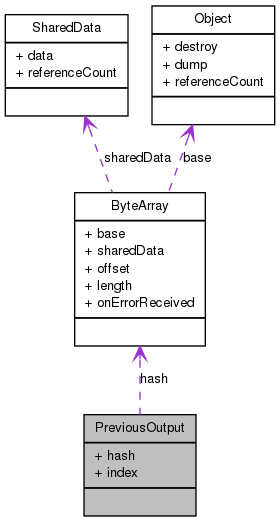 SharedData
+ data
+ referenceCount
Object
+ destroy
+ dump
+ referenceCount
sharedData
base
ByteArray
+ base
+ sharedData
+ offset
+ length
+ onErrorReceived
hash
PreviousOutput
+ hash
+ index